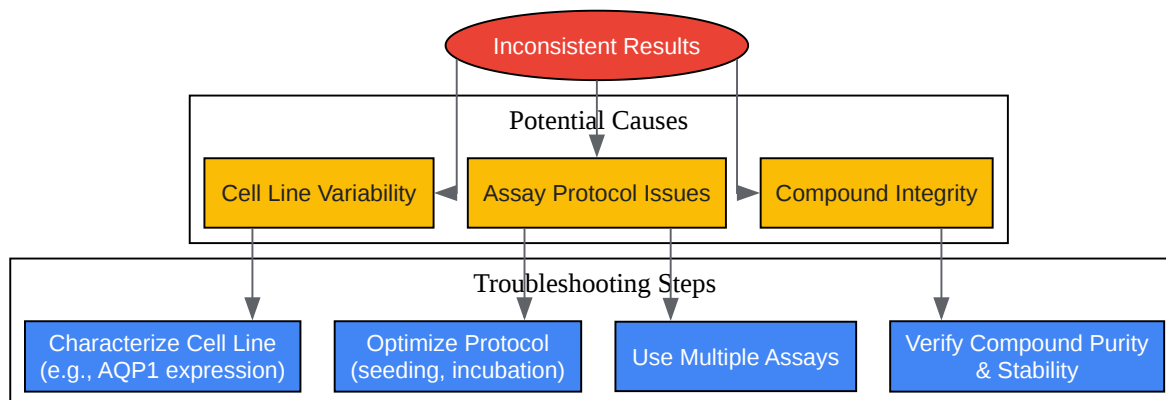 Inconsistent Results
Potential Causes
Cell Line Variability
Assay Protocol Issues
Compound Integrity
Troubleshooting Steps
Characterize Cell Line
(e.g., AQP1 expression)
Optimize Protocol
(seeding, incubation)
Use Multiple Assays
Verify Compound Purity
& Stability